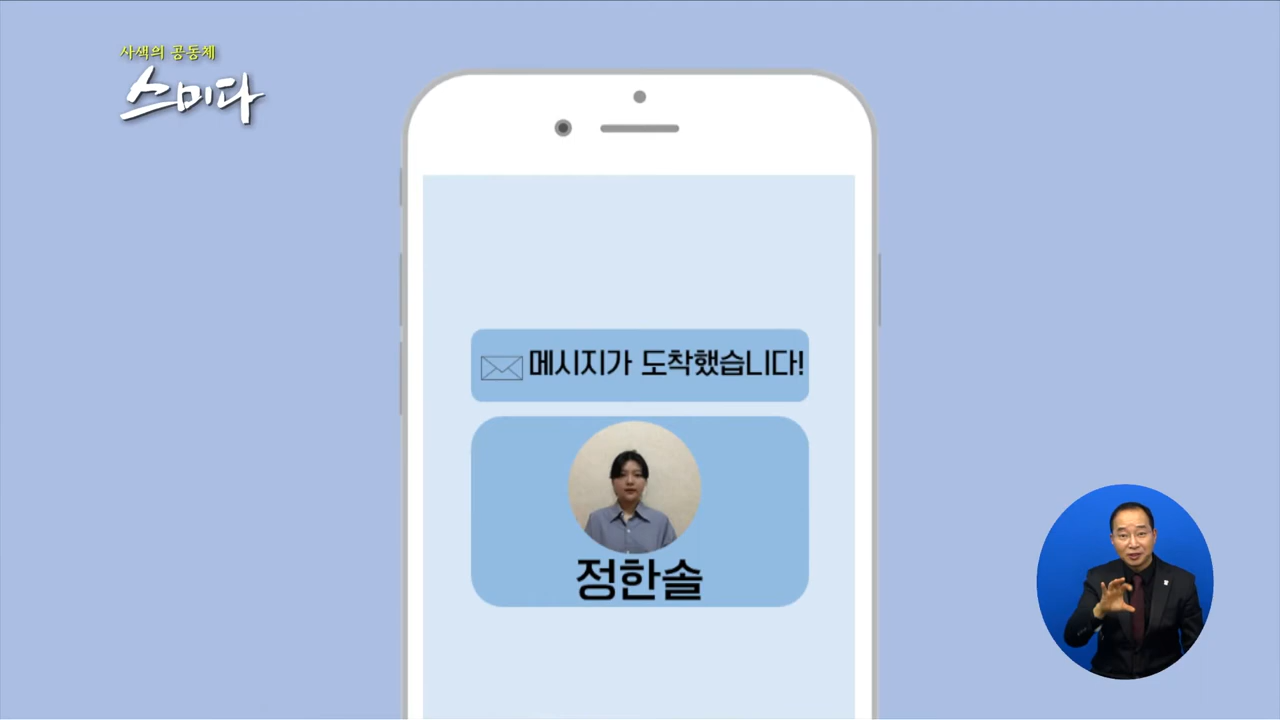 사색의 공동체
스미다
메시지가 도착했습니다!
정한솔